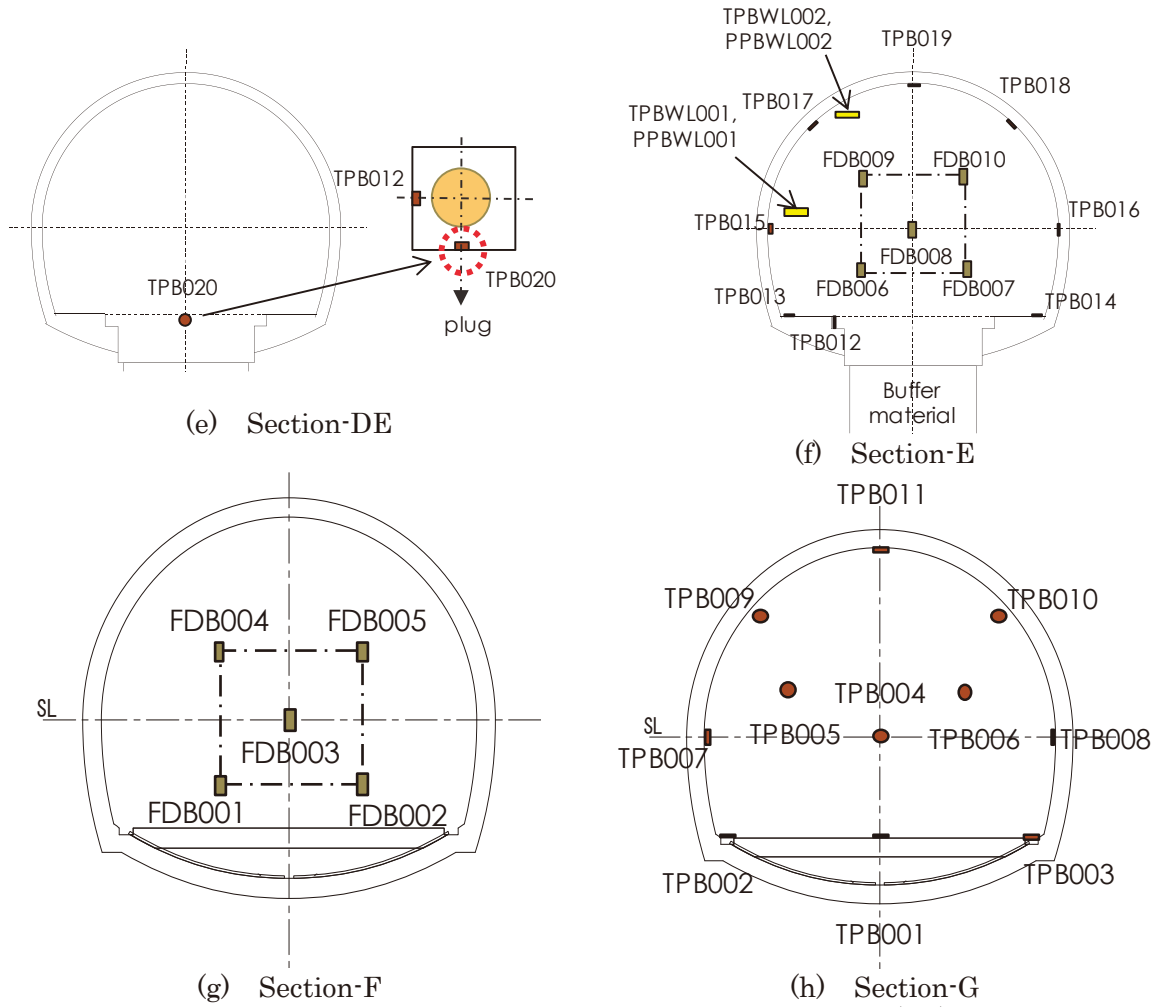 TPB012
TPB020
TPB020
plug
(e) Section-DE
TPBWL002,
PPBWL002
TPB019
TPB018
TPB017
TPBWL001,
PPBWL001
FDB009
FDB010
TPB015
TPB016
FDB008
FDB006
FDB007
TPB013
TPB014
TPB012
Buffer
material
(f) Section-E
FDB004
FDB005
SL
FDB003
FDB001
FDB002
(g) Section-F
TPB011
TPB009
TPB010
TPB004
SL
TPB005
TPB006
TPB007
TPB008
TPB002
TPB003
TPB001
(h) Section-G